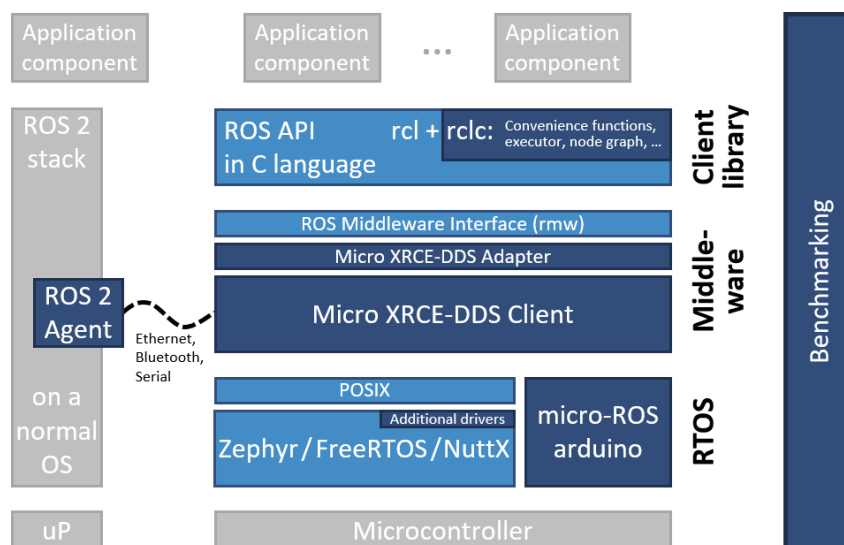 Application
component
Application
component
...
Application
component
ROS 2
stack
ROS 2
Agent
on a
normal
OS
uP
Ethernet,
Bluetooth,
Serial
ROS API
in C language
rcl + rclc:
Convenience functions,
executor, node graph, ...
ROS Middleware Interface (rmw)
Micro XRCE-DDS Adapter
Micro XRCE-DDS Client
POSIX
Additional drivers
Zephyr/FreeRTOS/NuttX
micro-ROS
arduino
Microcontroller
Client
library
Middle-
ware
RTOS
Benchmarking